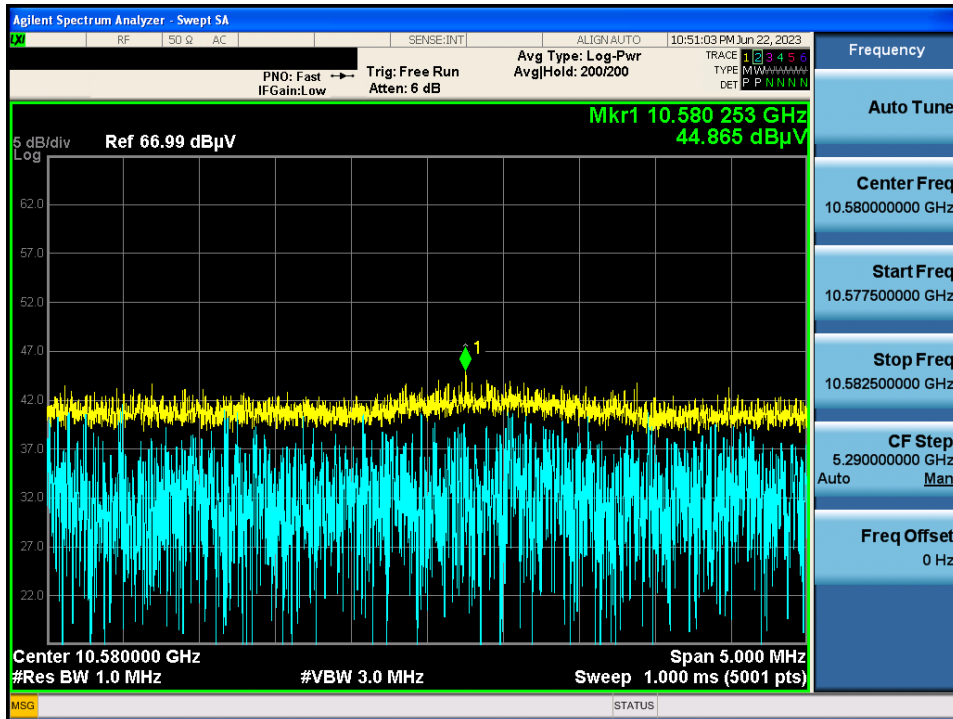 Agilent Spectrum Analyzer - Swept SA
LXI
RF
50 Ω
AC
SENSE:INT
ALIGN AUTO
10:51:03 PM Jun 22, 2023
Frequency
PNO: Fast
IFGain:Low
Trig: Free Run
Atten: 6 dB
Avg Type: Log-Pwr
Avg|Hold: 200/200
TRACE 1 2 3 4 5 6
TYPE M W W W W W
DET P P N N N N
Auto Tune
Mkr1 10.580 253 GHz
44.865 dBµV
5 dB/div
Log
Ref 66.99 dBµV
62.0
57.0
52.0
47.0
42.0
37.0
32.0
27.0
22.0
1
Center Freq
10.580000000 GHz
Start Freq
10.577500000 GHz
Stop Freq
10.582500000 GHz
CF Step
5.290000000 GHz
Auto Man
Freq Offset
0 Hz
Center 10.580000 GHz
Span 5.000 MHz
#Res BW 1.0 MHz
#VBW 3.0 MHz
Sweep 1.000 ms (5001 pts)
MSG
STATUS